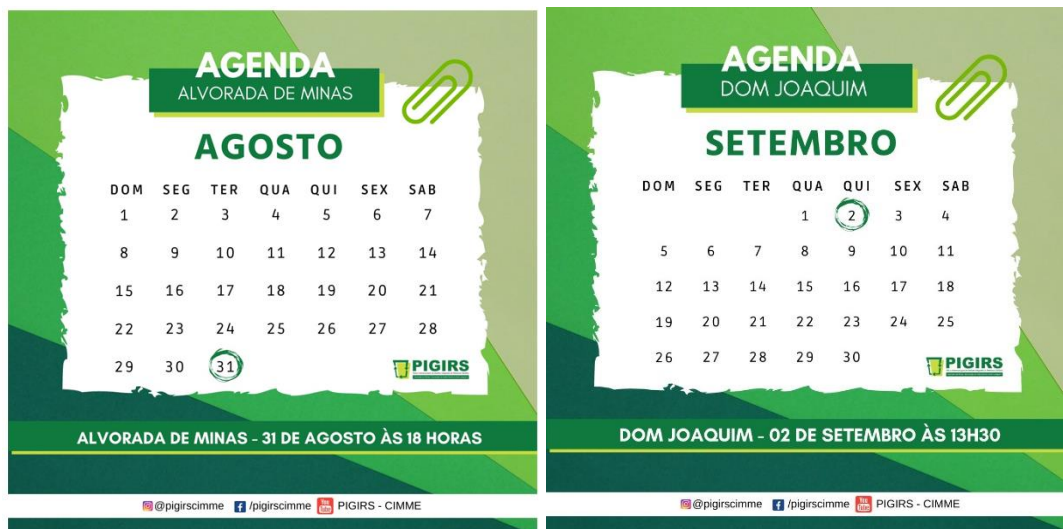 AGENDA
ALVORADA DE MINAS
AGOSTO
DOM SEG TER QUA QUI SEX SAB
1 2 3 4 5 6 7
8 9 10 11 12 13 14
15 16 17 18 19 20 21
22 23 24 25 26 27 28
29 30 31
PIGIRS
ALVORADA DE MINAS - 31 DE AGOSTO ÀS 18 HORAS
@pigirscimme /pigirscimme You Tube PIGIRS - CIMME
AGENDA
DOM JOAQUIM
SETEMBRO
DOM SEG TER QUA QUI SEX SAB
1 2 3 4
5 6 7 8 9 10 11
12 13 14 15 16 17 18
19 20 21 22 23 24 25
26 27 28 29 30
PIGIRS
DOM JOAQUIM - 02 DE SETEMBRO ÀS 13H30
@pigirscimme /pigirscimme You Tube PIGIRS - CIMME